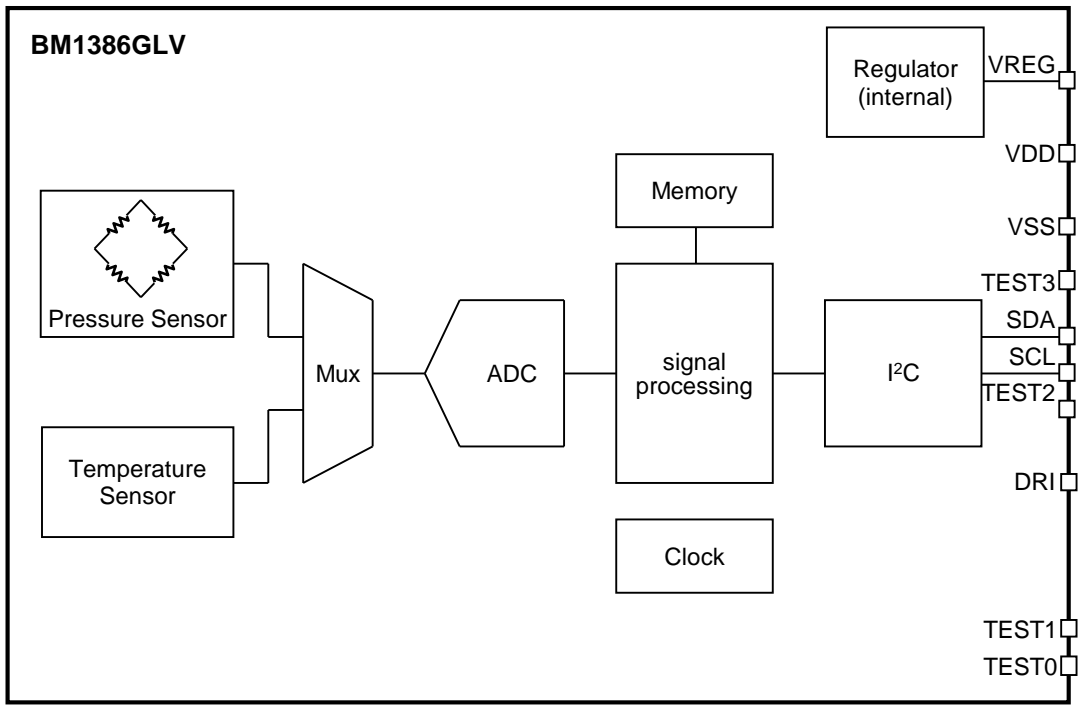 BM1386GLV
Regulator
(internal)
VREG
VDD
Memory
VSS
TEST3
Pressure Sensor
SDA
SCL
Mux
ADC
signal
processing
I²C
TEST2
Temperature
Sensor
DRI
Clock
TEST1
TEST0